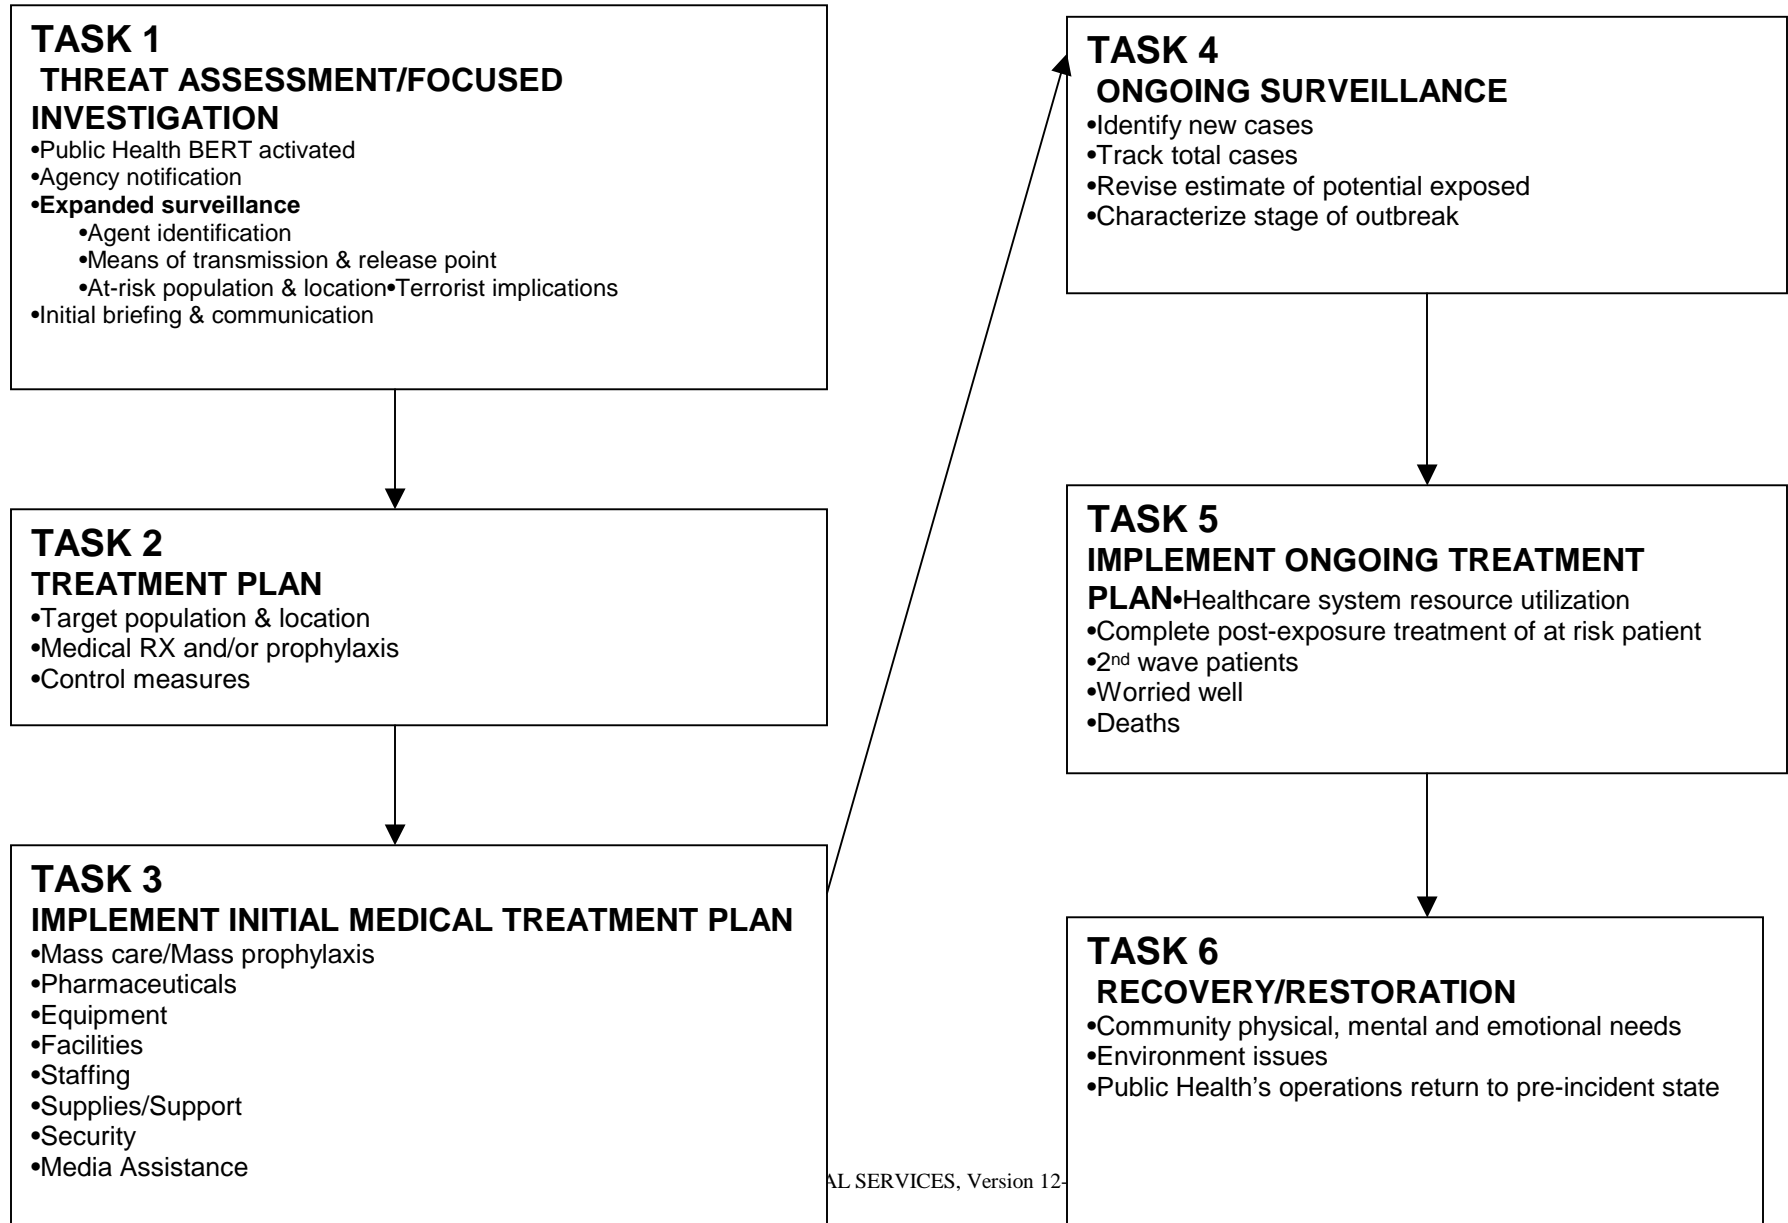 TASK 1
THREAT ASSESSMENT/FOCUSED
INVESTIGATION
•Public Health BERT activated
•Agency notification
•Expanded surveillance
•Agent identification
•Means of transmission & release point
•At-risk population & location•Terrorist implications
•Initial briefing & communication
TASK 2
TREATMENT PLAN
•Target population & location
•Medical RX and/or prophylaxis
•Control measures
TASK 3
IMPLEMENT INITIAL MEDICAL TREATMENT PLAN
•Mass care/Mass prophylaxis
•Pharmaceuticals
•Equipment
•Facilities
•Staffing
•Supplies/Support
•Security
•Media Assistance
TASK 4
ONGOING SURVEILLANCE
•Identify new cases
•Track total cases
•Revise estimate of potential exposed
•Characterize stage of outbreak
TASK 5
IMPLEMENT ONGOING TREATMENT
PLAN•Healthcare system resource utilization
•Complete post-exposure treatment of at risk patient
•2nd wave patients
•Worried well
•Deaths
TASK 6
RECOVERY/RESTORATION
•Community physical, mental and emotional needs
•Environment issues
•Public Health's operations return to pre-incident state
AL SERVICES, Version 12-